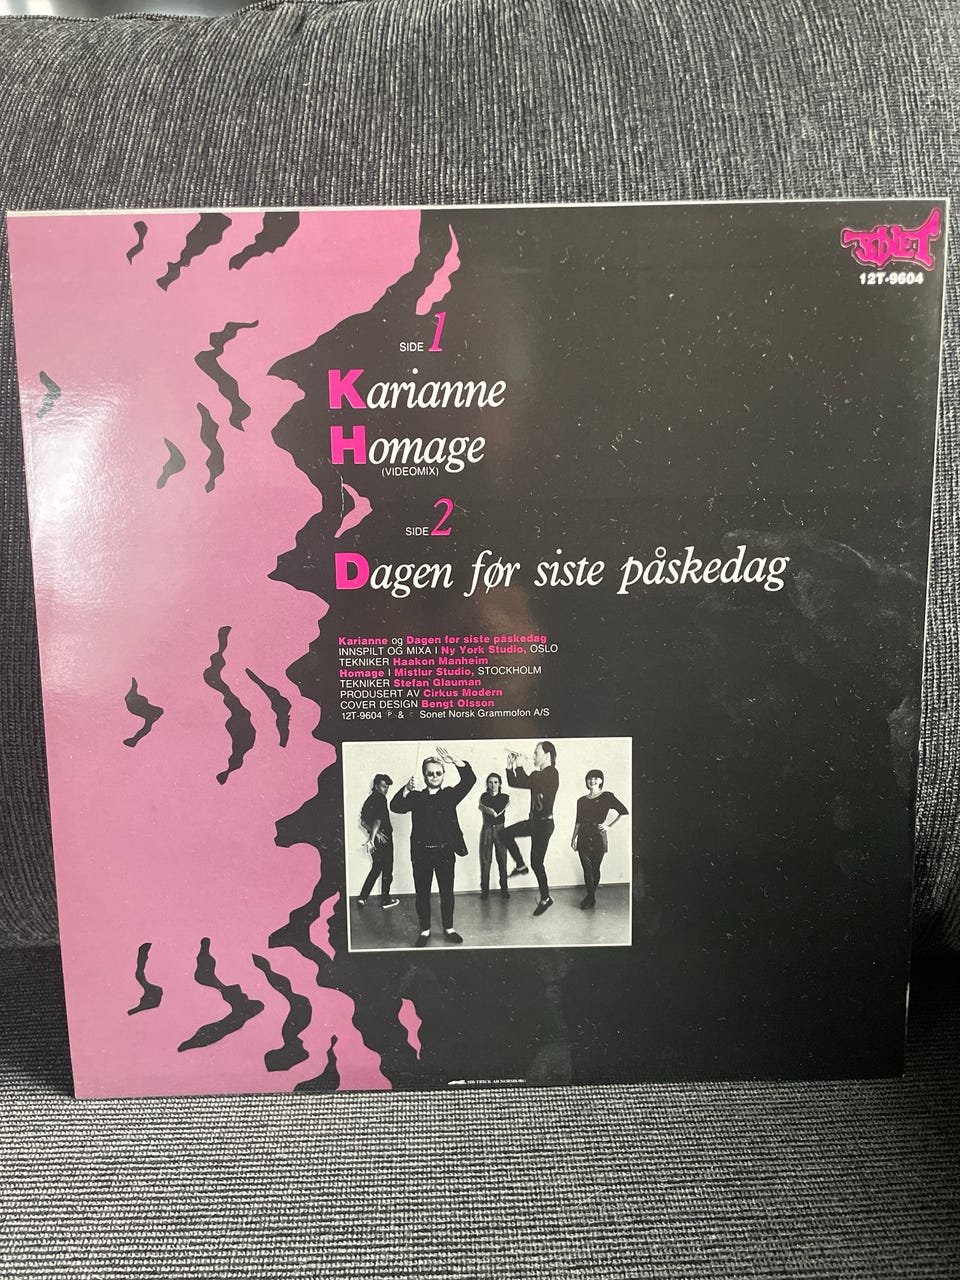 SONET
12T-9604
SIDE 1
Karianne
Homage
(VIDEOMIX)
SIDE 2
Dagen før siste påskedag
Karianne og Dagen før siste påskedag
INNSPILT OG MIXA I Ny York Studio, OSLO
TEKNIKER Haakon Manheim
Homage I Mistlur Studio, STOCKHOLM
TEKNIKER Stefan Glauman
PRODUSERT AV Cirkus Modern
COVER DESIGN Bengt Olsson
12T-9604 ℗ & © Sonet Norsk Grammofon A/S